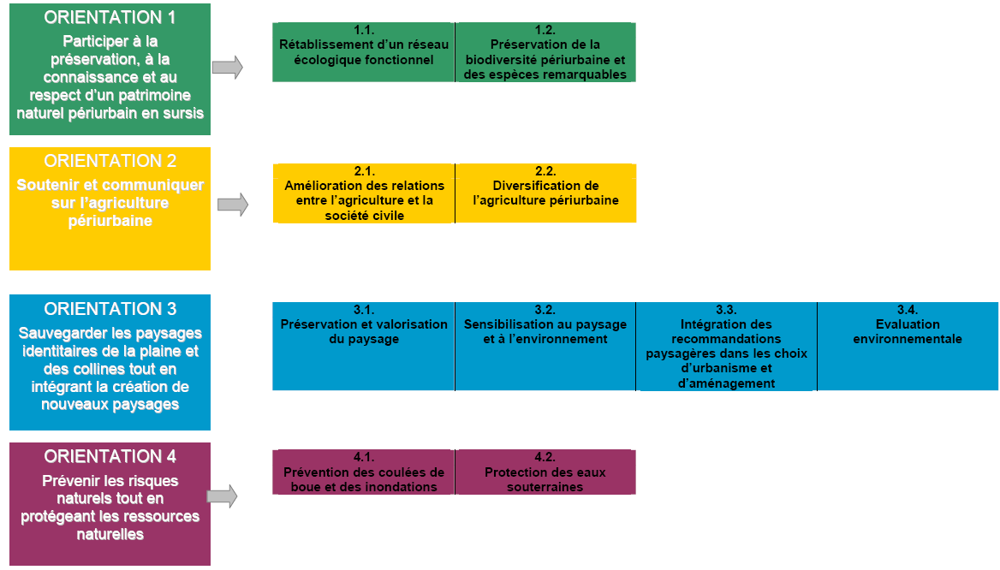 ORIENTATION 1
Participer à la
préservation, à la
connaissance et au
respect d'un patrimoine
naturel périurbain en sursis
1.1.
Rétablissement d'un réseau
écologique fonctionnel
1.2.
Préservation de la
biodiversité périurbaine et
des espèces remarquables
ORIENTATION 2
Soutenir et communiquer
sur l'agriculture
périurbaine
2.1.
Amélioration des relations
entre l'agriculture et la
société civile
2.2.
Diversification de
l'agriculture périurbaine
ORIENTATION 3
Sauvegarder les paysages
identitaires de la plaine et
des collines tout en
intégrant la création de
nouveaux paysages
3.1.
Préservation et valorisation
du paysage
3.2.
Sensibilisation au paysage
et à l'environnement
3.3.
Intégration des
recommandations
paysagères dans les choix
d'urbanisme et
d'aménagement
3.4.
Evaluation
environnementale
ORIENTATION 4
Prévenir les risques
naturels tout en
protégeant les ressources
naturelles
4.1.
Prévention des coulées de
boue et des inondations
4.2.
Protection des eaux
souterraines